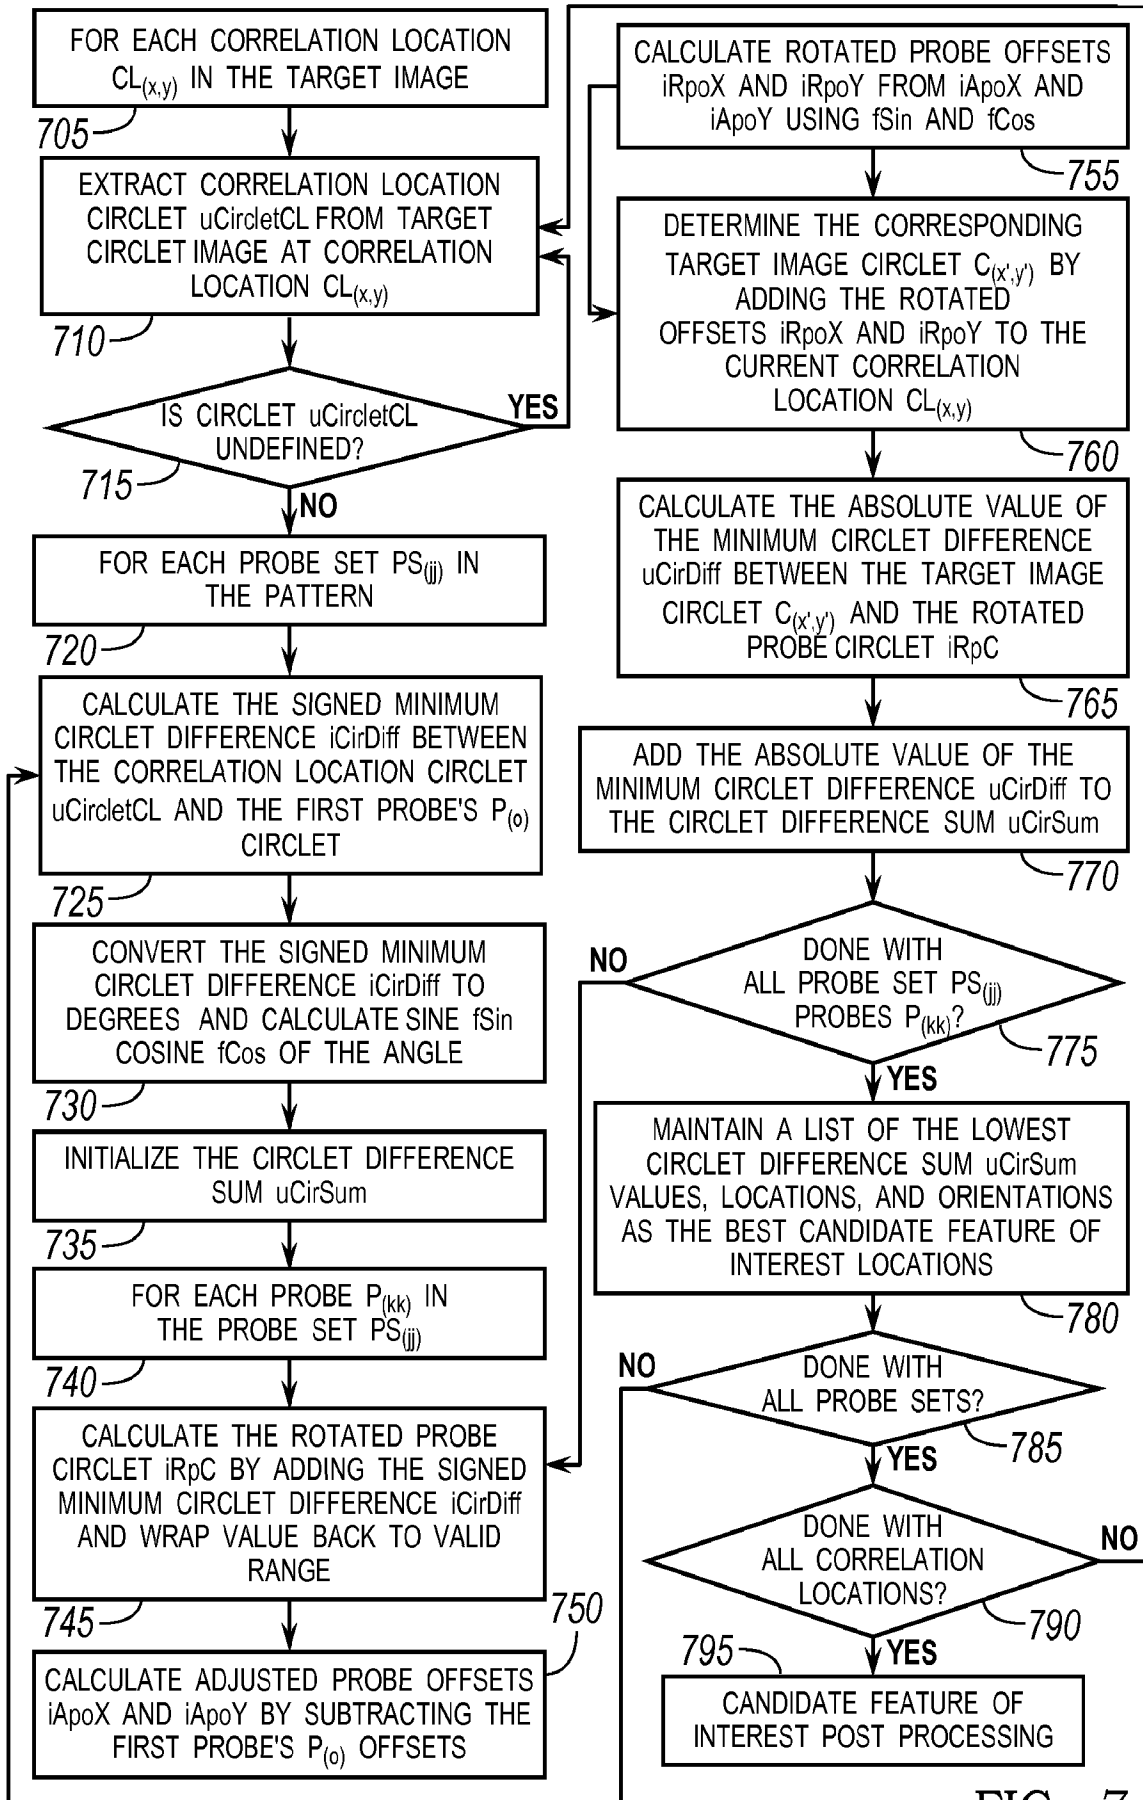 FOR EACH CORRELATION LOCATION
CL(x,y) IN THE TARGET IMAGE
705
EXTRACT CORRELATION LOCATION
CIRCLET uCircletCL FROM TARGET
CIRCLET IMAGE AT CORRELATION
LOCATION CL(x,y)
710
IS CIRCLET uCircletCL
UNDEFINED?
YES
715
NO
FOR EACH PROBE SET PS(jj) IN
THE PATTERN
720
CALCULATE THE SIGNED MINIMUM
CIRCLET DIFFERENCE iCirDiff BETWEEN
THE CORRELATION LOCATION CIRCLET
uCircletCL AND THE FIRST PROBE'S P(o)
CIRCLET
725
CONVERT THE SIGNED MINIMUM
CIRCLET DIFFERENCE iCirDiff TO
DEGREES AND CALCULATE SINE fSin
COSINE fCos OF THE ANGLE
730
INITIALIZE THE CIRCLET DIFFERENCE
SUM uCirSum
735
FOR EACH PROBE P(kk) IN
THE PROBE SET PS(jj)
740
CALCULATE THE ROTATED PROBE
CIRCLET iRpC BY ADDING THE SIGNED
MINIMUM CIRCLET DIFFERENCE iCirDiff
AND WRAP VALUE BACK TO VALID
RANGE
745
750
CALCULATE ADJUSTED PROBE OFFSETS
iApoX AND iApoY BY SUBTRACTING THE
FIRST PROBE'S P(o) OFFSETS
CALCULATE ROTATED PROBE OFFSETS
iRpoX AND iRpoY FROM iApoX AND
iApoY USING fSin AND fCos
755
DETERMINE THE CORRESPONDING
TARGET IMAGE CIRCLET C(x',y') BY
ADDING THE ROTATED
OFFSETS iRpoX AND iRpoY TO THE
CURRENT CORRELATION
LOCATION CL(x,y)
760
CALCULATE THE ABSOLUTE VALUE OF
THE MINIMUM CIRCLET DIFFERENCE
uCirDiff BETWEEN THE TARGET IMAGE
CIRCLET C(x',y') AND THE ROTATED
PROBE CIRCLET iRpC
765
ADD THE ABSOLUTE VALUE OF THE
MINIMUM CIRCLET DIFFERENCE uCirDiff TO
THE CIRCLET DIFFERENCE SUM uCirSum
770
DONE WITH
ALL PROBE SET PS(jj)
PROBES P(kk)?
NO
775
YES
MAINTAIN A LIST OF THE LOWEST
CIRCLET DIFFERENCE SUM uCirSum
VALUES, LOCATIONS, AND ORIENTATIONS
AS THE BEST CANDIDATE FEATURE OF
INTEREST LOCATIONS
780
DONE WITH
ALL PROBE SETS?
NO
785
YES
DONE WITH
ALL CORRELATION
LOCATIONS?
NO
790
YES
795
CANDIDATE FEATURE OF
INTEREST POST PROCESSING